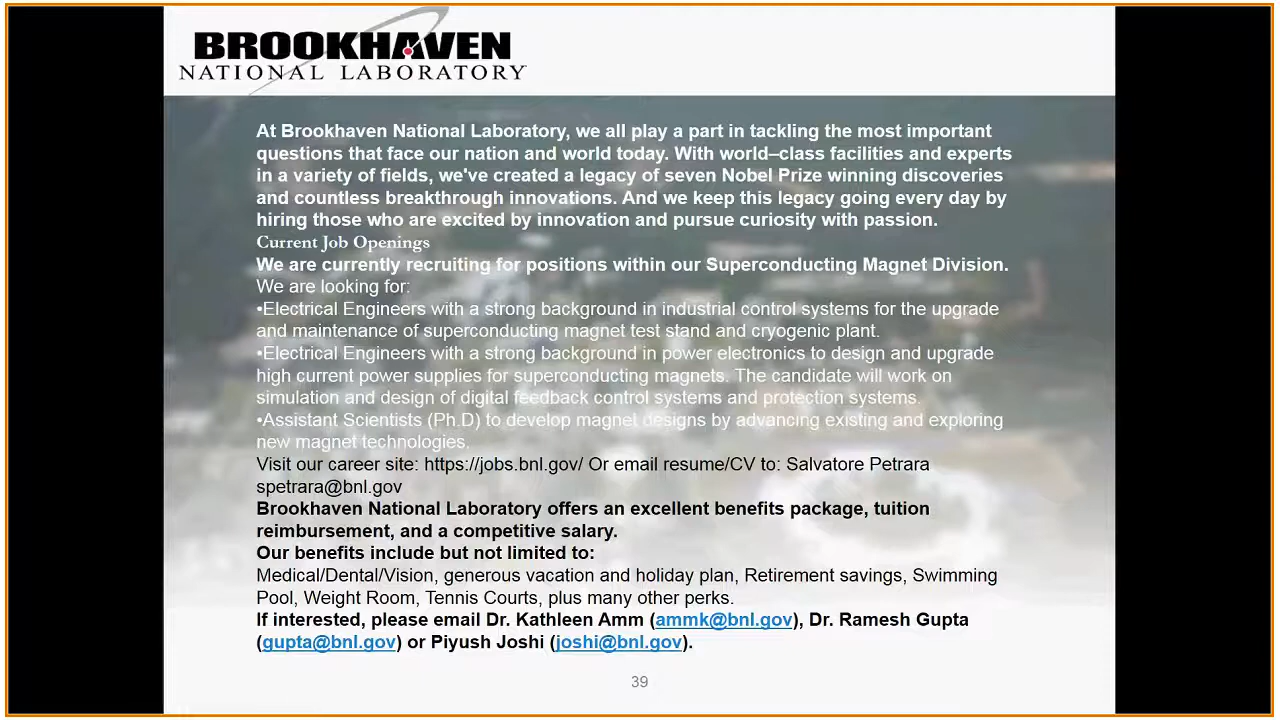 BROOKHAVEN
NATIONAL LABORATORY
At Brookhaven National Laboratory, we all play a part in tackling the most important
questions that face our nation and world today. With world–class facilities and experts
in a variety of fields, we've created a legacy of seven Nobel Prize winning discoveries
and countless breakthrough innovations. And we keep this legacy going every day by
hiring those who are excited by innovation and pursue curiosity with passion.
Current Job Openings
We are currently recruiting for positions within our Superconducting Magnet Division.
We are looking for:
•Electrical Engineers with a strong background in industrial control systems for the upgrade
and maintenance of superconducting magnet test stand and cryogenic plant.
•Electrical Engineers with a strong background in power electronics to design and upgrade
high current power supplies for superconducting magnets. The candidate will work on
simulation and design of digital feedback control systems and protection systems.
•Assistant Scientists (Ph.D) to develop magnet designs by advancing existing and exploring
new magnet technologies.
Visit our career site: https://jobs.bnl.gov/ Or email resume/CV to: Salvatore Petrara
spetrara@bnl.gov
Brookhaven National Laboratory offers an excellent benefits package, tuition
reimbursement, and a competitive salary.
Our benefits include but not limited to:
Medical/Dental/Vision, generous vacation and holiday plan, Retirement savings, Swimming
Pool, Weight Room, Tennis Courts, plus many other perks.
If interested, please email Dr. Kathleen Amm (ammk@bnl.gov), Dr. Ramesh Gupta
(gupta@bnl.gov) or Piyush Joshi (joshi@bnl.gov).
39